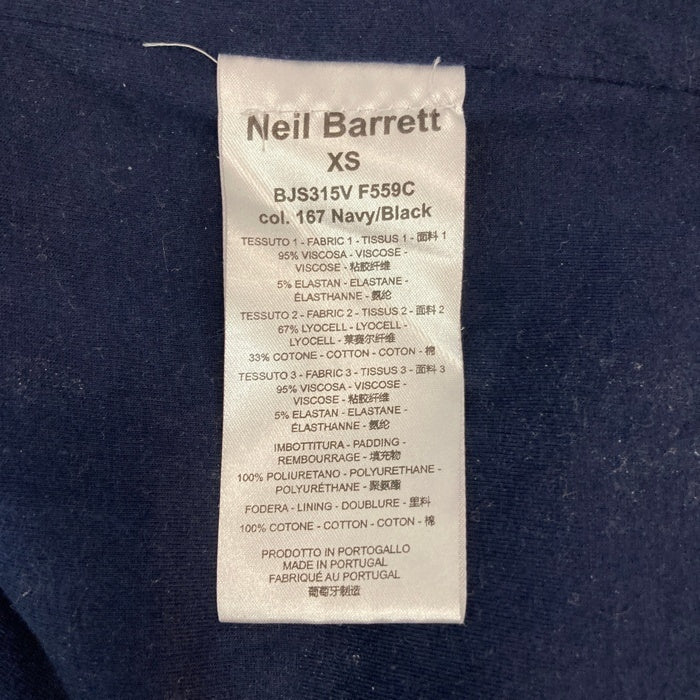 Neil Barrett
XS
BJS315V F559C
col. 167 Navy/Black
TESSUTO 1 - FABRIC 1 - TISSUS 1 - 面料 1
95% VISCOSA - VISCOSE -
VISCOSE - 粘胶纤维
5% ELASTAN - ELASTANE -
ÉLASTHANNE - 氨纶
TESSUTO 2 - FABRIC 2 - TISSUS 2 - 面料 2
67% LYOCELL - LYOCELL -
LYOCELL - 莱赛尔纤维
33% COTONE - COTTON - COTON - 棉
TESSUTO 3 - FABRIC 3 - TISSUS 3 - 面料 3
95% VISCOSA - VISCOSE -
VISCOSE - 粘胶纤维
5% ELASTAN - ELASTANE -
ÉLASTHANNE - 氨纶
IMBOTTITURA - PADDING -
REMBOURRAGE - 填充物
100% POLIURETANO - POLYURETHANE -
POLYURÉTHANE - 聚氨酯
FODERA - LINING - DOUBLURE - 里料
100% COTONE - COTTON - COTON - 棉
PRODOTTO IN PORTOGALLO
MADE IN PORTUGAL
FABRIQUÉ AU PORTUGAL
葡萄牙制造